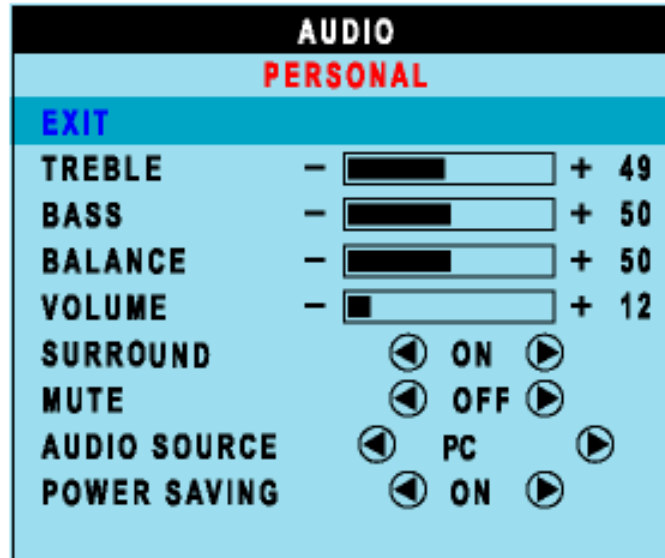 AUDIO
PERSONAL
EXIT
TREBLE - + 49
BASS - + 50
BALANCE - + 50
VOLUME - + 12
SURROUND ON
MUTE OFF
AUDIO SOURCE PC
POWER SAVING ON